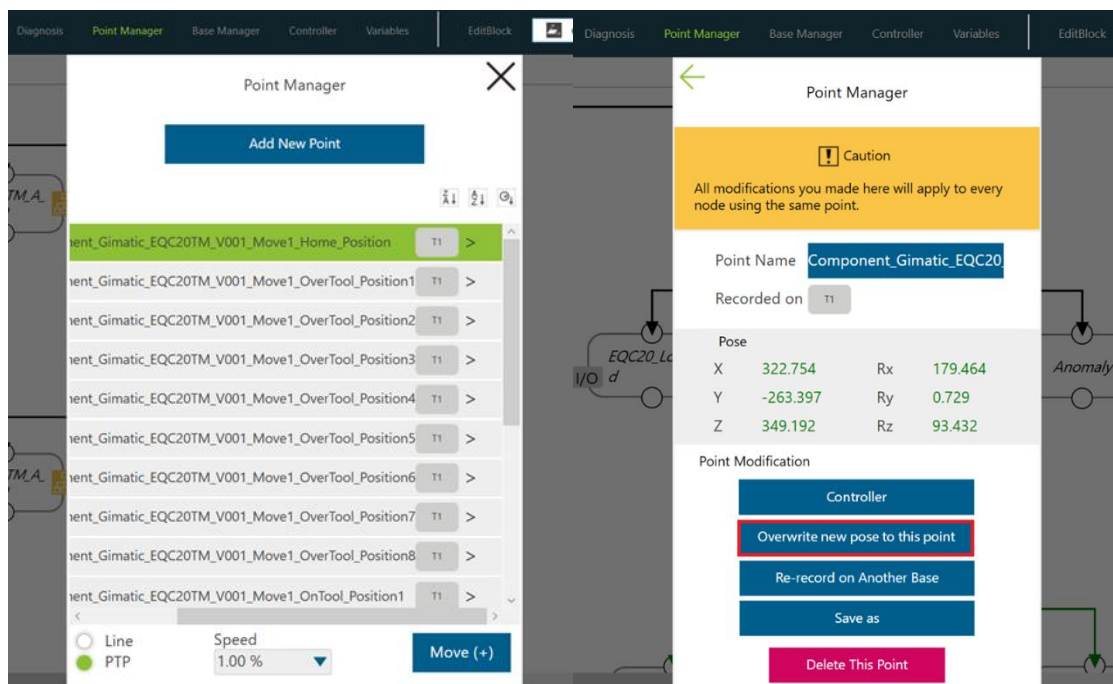 Diagnosis Point Manager Base Manager Controller Variables EditBlock
Point Manager
Add New Point
nent_Gimatic_EQC20TM_V001_Move1_Home_Position T1 >
nent_Gimatic_EQC20TM_V001_Move1_OverTool_Position1 T1 >
nent_Gimatic_EQC20TM_V001_Move1_OverTool_Position2 T1 >
nent_Gimatic_EQC20TM_V001_Move1_OverTool_Position3 T1 >
nent_Gimatic_EQC20TM_V001_Move1_OverTool_Position4 T1 >
nent_Gimatic_EQC20TM_V001_Move1_OverTool_Position5 T1 >
nent_Gimatic_EQC20TM_V001_Move1_OverTool_Position6 T1 >
nent_Gimatic_EQC20TM_V001_Move1_OverTool_Position7 T1 >
nent_Gimatic_EQC20TM_V001_Move1_OverTool_Position8 T1 >
nent_Gimatic_EQC20TM_V001_Move1_OnTool_Position1 T1 >
Line
PTP
Speed
1.00 %
Move (+)
TM_A_
TM_A_
Diagnosis Point Manager Base Manager Controller Variables EditBlock
Point Manager
! Caution
All modifications you made here will apply to every
node using the same point.
Point Name Component_Gimatic_EQC20_
Recorded on T1
Pose
X 322.754 Rx 179.464
Y -263.397 Ry 0.729
Z 349.192 Rz 93.432
Point Modification
Controller
Overwrite new pose to this point
Re-record on Another Base
Save as
Delete This Point
EQC20_Lo
d
I/O
Anomaly